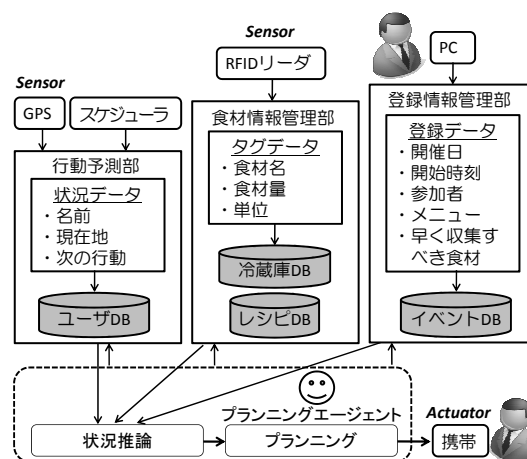 Sensor
GPS
スケジューラ
行動予測部
状況データ
・名前
・現在地
・次の行動
ユーザDB
Sensor
RFIDリーダ
食材情報管理部
タグデータ
・食材名
・食材量
・単位
冷蔵庫DB
レシピDB
PC
登録情報管理部
登録データ
・開催日
・開始時刻
・参加者
・メニュー
・早く収集す
べき食材
イベントDB
プランニングエージェント
状況推論
プランニング
Actuator
携帯